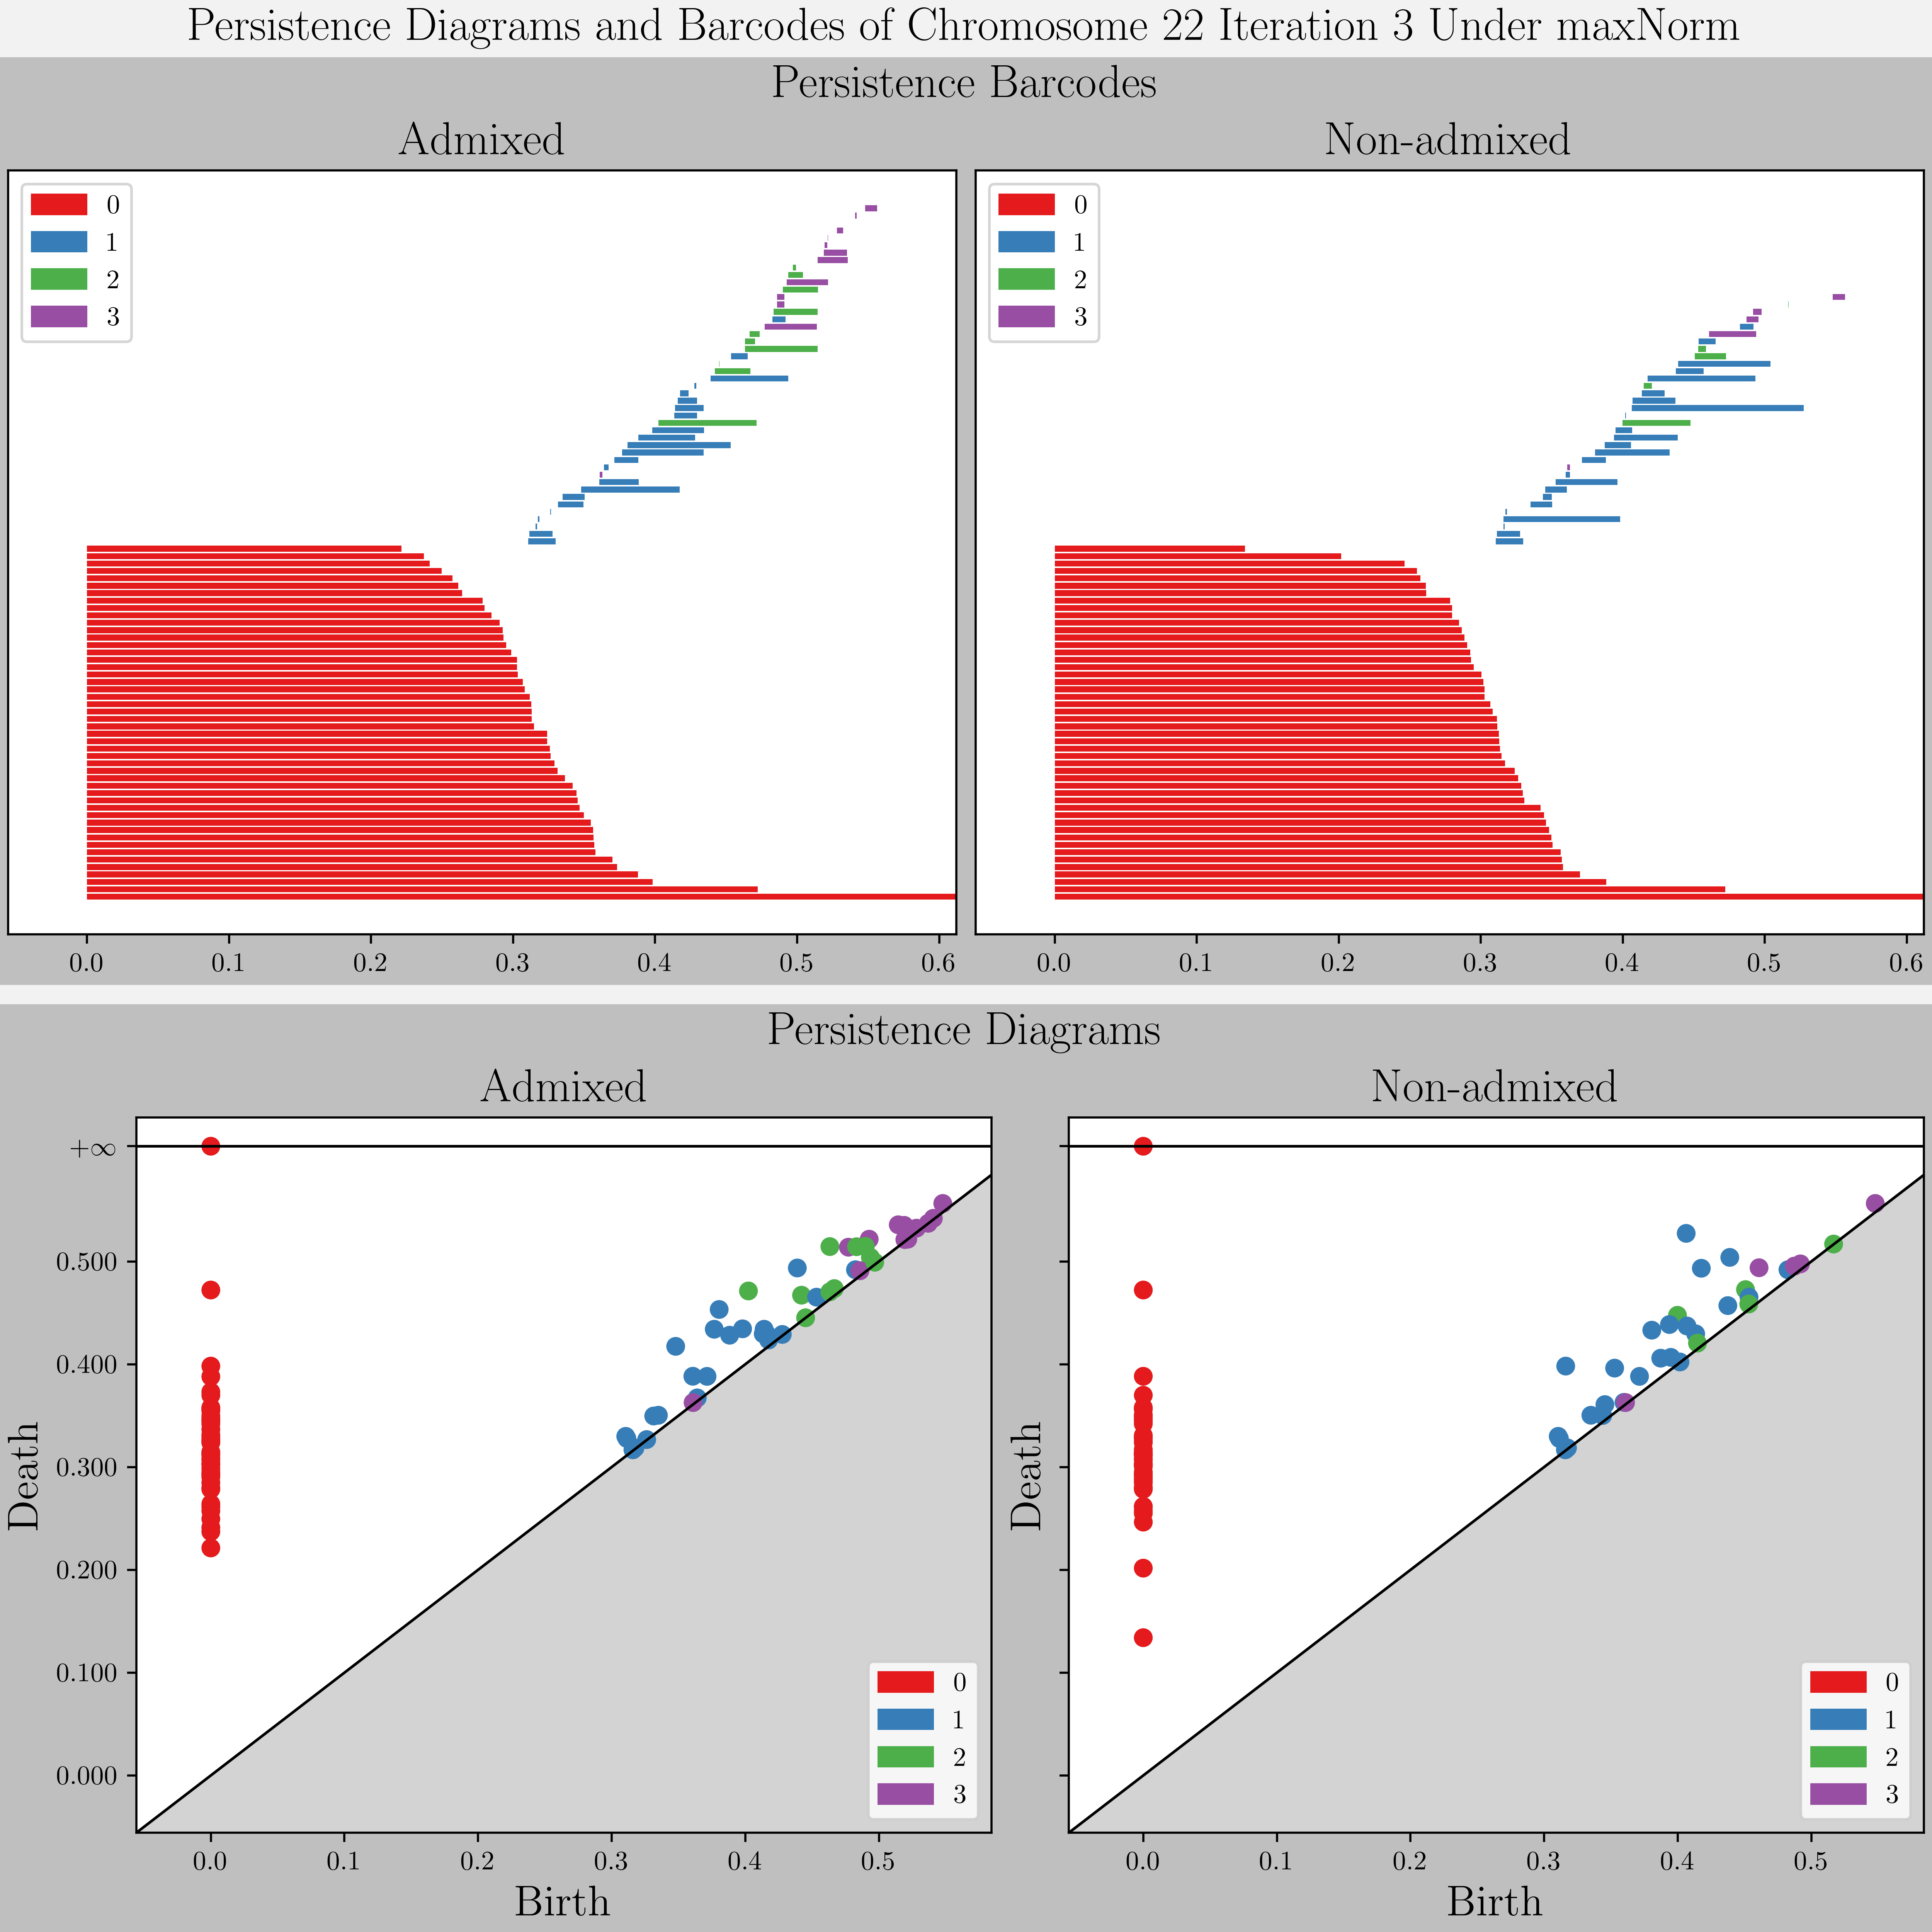 Persistence Diagrams and Barcodes of Chromosome 22 Iteration 3 Under maxNorm
Persistence Barcodes
Admixed
Non-admixed
0
1
2
3
0
1
2
3
0.0 0.1 0.2 0.3 0.4 0.5 0.6
0.0 0.1 0.2 0.3 0.4 0.5 0.6
Persistence Diagrams
Admixed
Non-admixed
+∞
0.500
0.400
0.300
0.200
0.100
0.000
Death
Death
0
1
2
3
0
1
2
3
0.0 0.1 0.2 0.3 0.4 0.5
0.0 0.1 0.2 0.3 0.4 0.5
Birth
Birth